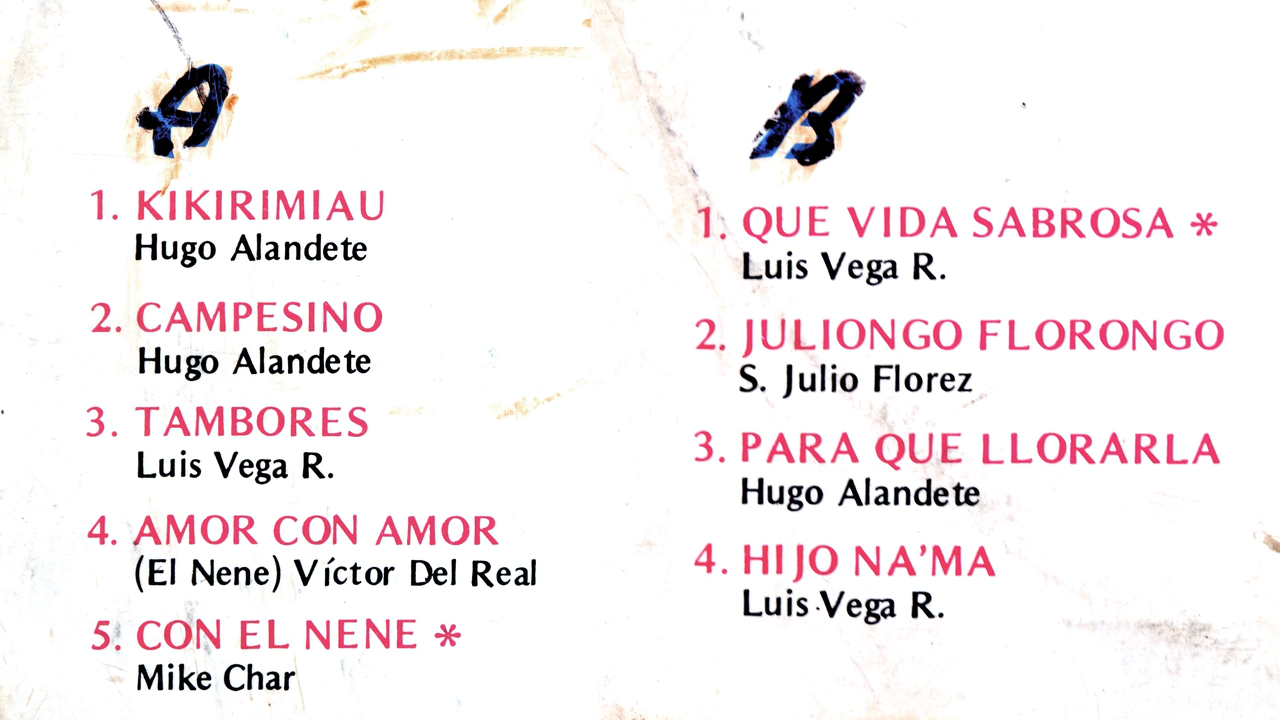 A
1. KIKIRIMIAU
Hugo Alandete
2. CAMPESINO
Hugo Alandete
3. TAMBORES
Luis Vega R.
4. AMOR CON AMOR
(El Nene) Víctor Del Real
5. CON EL NENE *
Mike Char
B
1. QUE VIDA SABROSA *
Luis Vega R.
2. JULIONGO FLORONGO
S. Julio Florez
3. PARA QUE LLORARLA
Hugo Alandete
4. HIJO NA'MA
Luis Vega R.